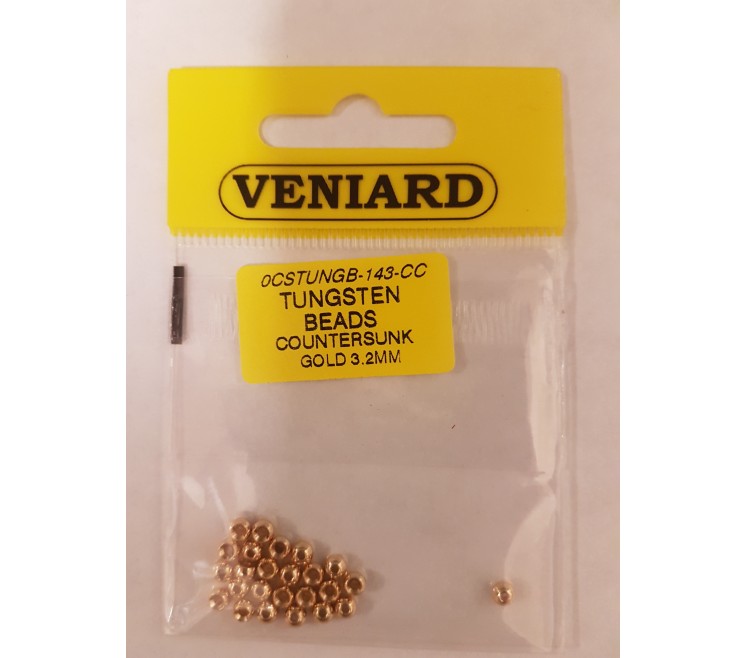 VENIARD
0CSTUNGB-143-CC
TUNGSTEN
BEADS
COUNTERSUNK
GOLD 3.2MM